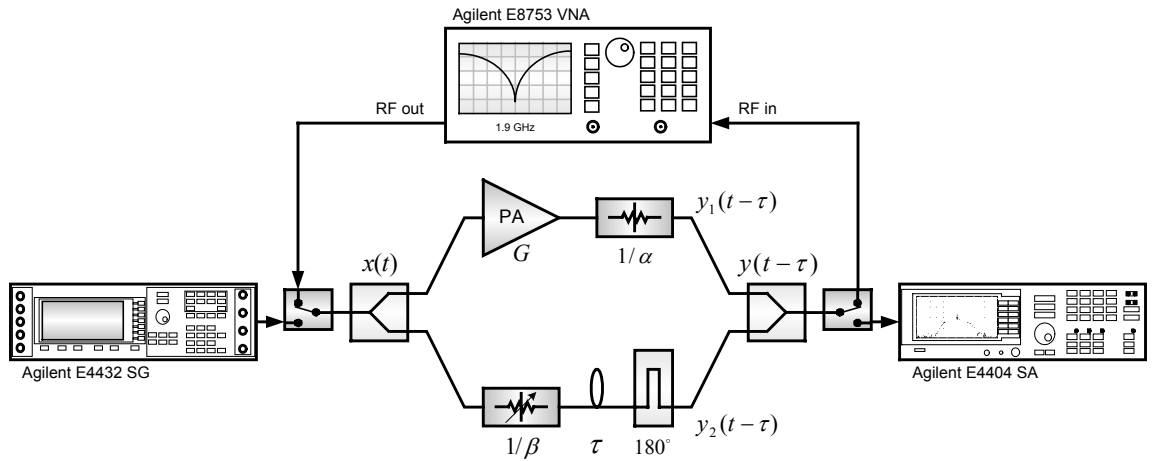 Agilent E8753 VNA
1.9 GHz
RF out
RF in
PA
G
1/α
y₁(t − τ)
x(t)
y(t − τ)
Agilent E4432 SG
Agilent E4404 SA
1/β
τ
180°
y₂(t − τ)